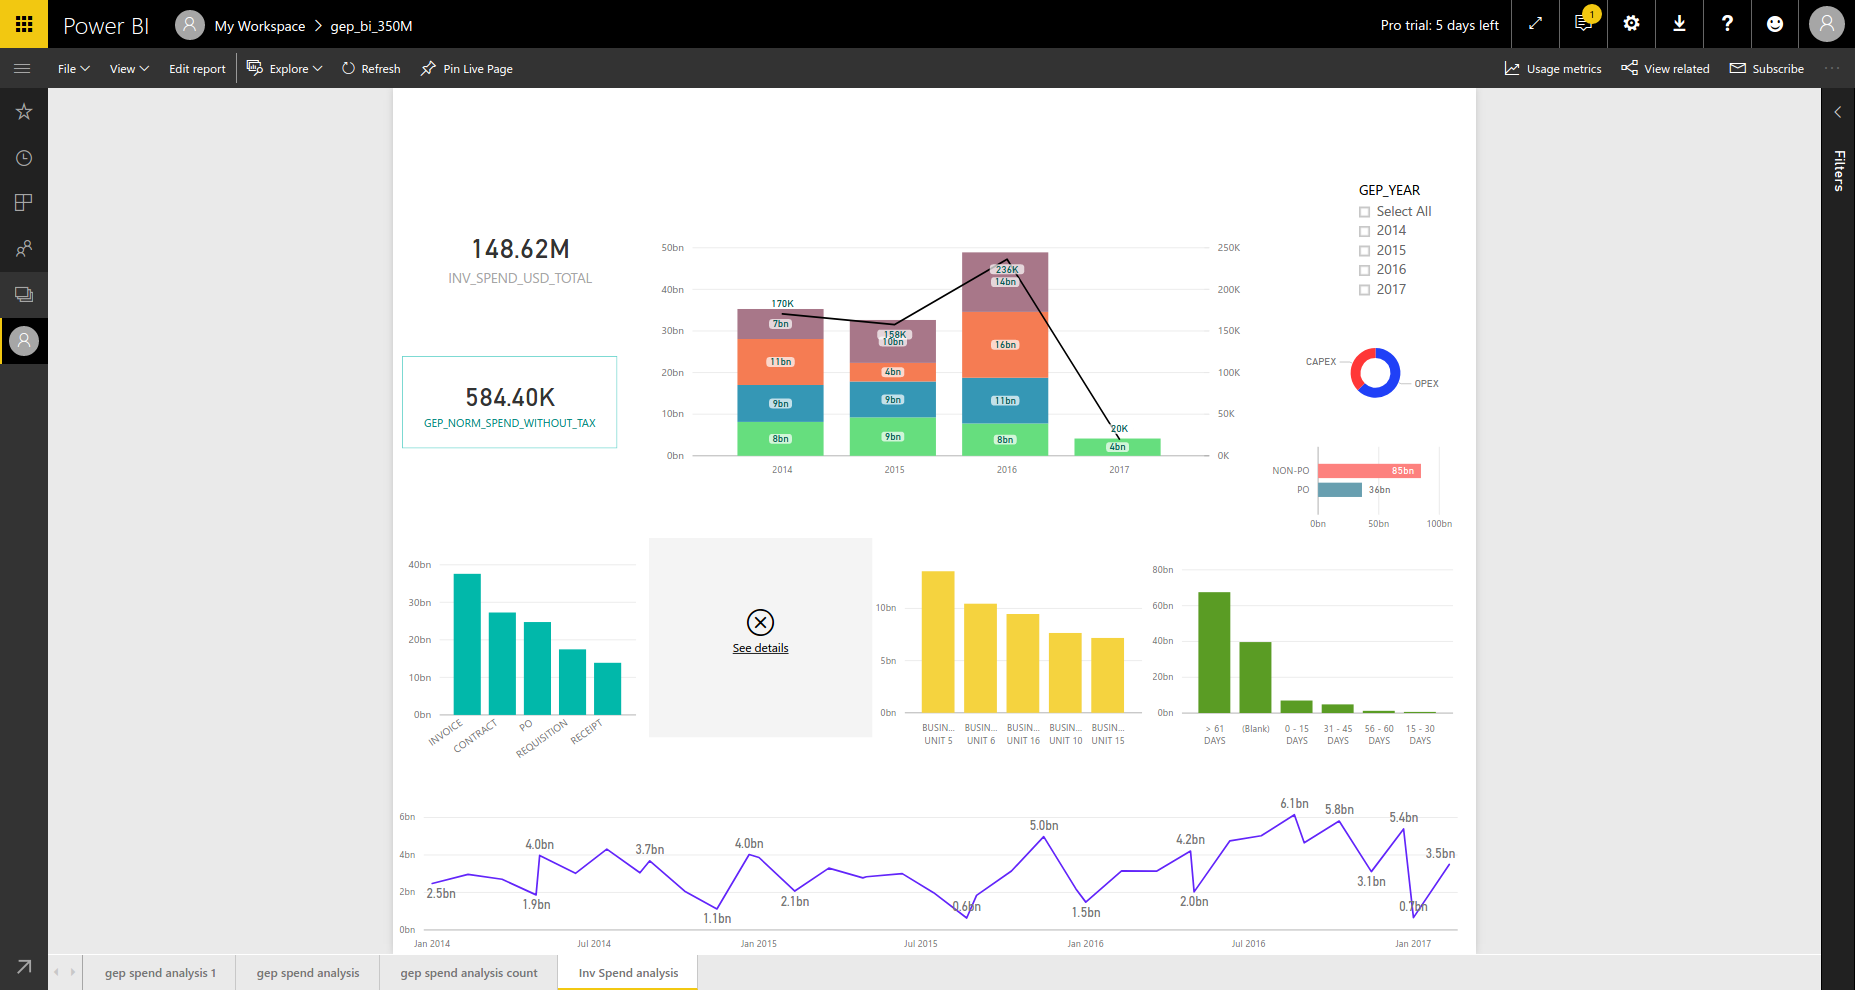 Power BI
My Workspace > gep_bi_350M
Pro trial: 5 days left
1
File
View
Edit report
Explore
Refresh
Pin Live Page
Usage metrics
View related
Subscribe
Filters
148.62M
INV_SPEND_USD_TOTAL
584.40K
GEP_NORM_SPEND_WITHOUT_TAX
50bn
40bn
30bn
20bn
10bn
0bn
170K
7bn
11bn
9bn
8bn
158K
10bn
4bn
9bn
9bn
236K
14bn
16bn
11bn
8bn
20K
4bn
250K
200K
150K
100K
50K
0K
2014 2015 2016 2017
GEP_YEAR
Select All
2014
2015
2016
2017
CAPEX
OPEX
NON-PO 85bn
PO 36bn
0bn 50bn 100bn
40bn
30bn
20bn
10bn
0bn
INVOICE
CONTRACT
PO
REQUISITION
RECEIPT
See details
10bn
5bn
0bn
BUSIN... BUSIN... BUSIN... BUSIN... BUSIN...
UNIT 5 UNIT 6 UNIT 16 UNIT 10 UNIT 15
80bn
60bn
40bn
20bn
0bn
> 61 (Blank) 0 - 15 31 - 45 56 - 60 15 - 30
DAYS DAYS DAYS DAYS DAYS
6bn
4bn
2bn
0bn
2.5bn
4.0bn
1.9bn
3.7bn
1.1bn
4.0bn
2.1bn
0.6bn
5.0bn
1.5bn
4.2bn
2.0bn
6.1bn
5.8bn
3.1bn
5.4bn
0.7bn
3.5bn
Jan 2014 Jul 2014 Jan 2015 Jul 2015 Jan 2016 Jul 2016 Jan 2017
gep spend analysis 1
gep spend analysis
gep spend analysis count
Inv Spend analysis